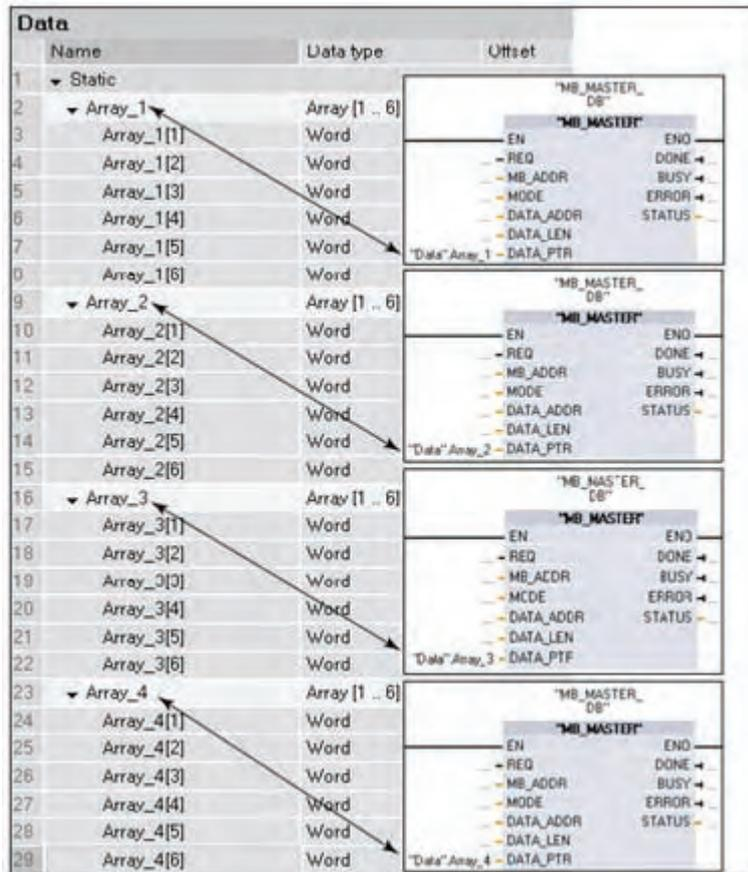 Data
Name Data type Offset
1 Static
2 Array_1 Array [1 .. 6]
3 Array_1[1] Word
4 Array_1[2] Word
5 Array_1[3] Word
6 Array_1[4] Word
7 Array_1[5] Word
8 Array_1[6] Word
9 Array_2 Array [1 .. 6]
10 Array_2[1] Word
11 Array_2[2] Word
12 Array_2[3] Word
13 Array_2[4] Word
14 Array_2[5] Word
15 Array_2[6] Word
16 Array_3 Array [1 .. 6]
17 Array_3[1] Word
18 Array_3[2] Word
19 Array_3[3] Word
20 Array_3[4] Word
21 Array_3[5] Word
22 Array_3[6] Word
23 Array_4 Array [1 .. 6]
24 Array_4[1] Word
25 Array_4[2] Word
26 Array_4[3] Word
27 Array_4[4] Word
28 Array_4[5] Word
29 Array_4[6] Word
"MB_MASTER_
DB"
"MB_MASTER"
EN ENO
REQ DONE
MB_ADDR BUSY
MODE ERROR
DATA_ADDR STATUS
DATA_LEN
"Data".Array_1 DATA_PTR
"MB_MASTER_
DB"
"MB_MASTER"
EN ENO
REQ DONE
MB_ADDR BUSY
MODE ERROR
DATA_ADDR STATUS
DATA_LEN
"Data".Array_2 DATA_PTR
"MB_MASTER_
DB"
"MB_MASTER"
EN ENO
REQ DONE
MB_ADDR BUSY
MODE ERROR
DATA_ADDR STATUS
DATA_LEN
"Data".Array_3 DATA_PTR
"MB_MASTER_
DB"
"MB_MASTER"
EN ENO
REQ DONE
MB_ADDR BUSY
MODE ERROR
DATA_ADDR STATUS
DATA_LEN
"Data".Array_4 DATA_PTR